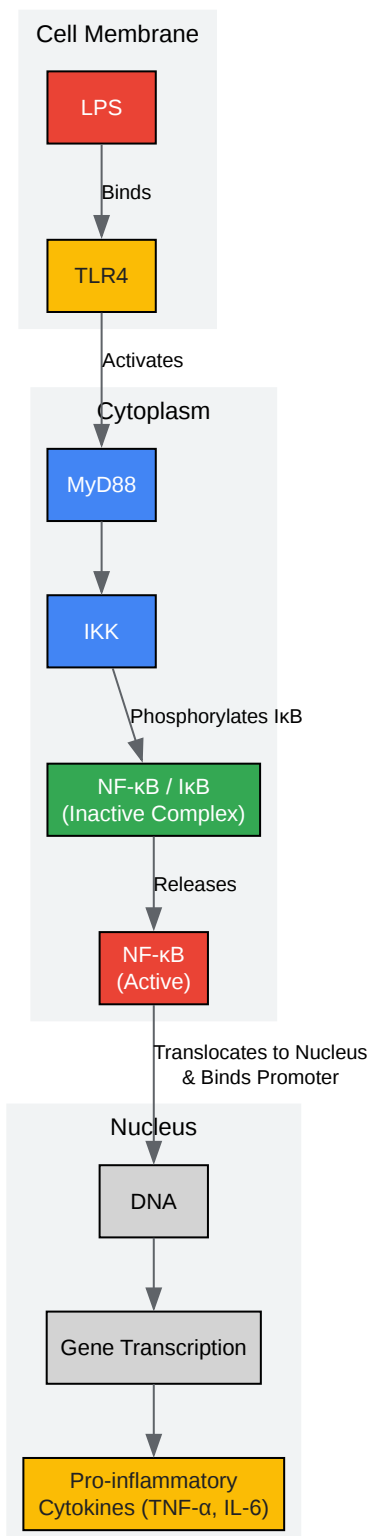 Cell Membrane
LPS
Binds
TLR4
Activates
Cytoplasm
MyD88
IKK
Phosphorylates IκB
NF-κB / IκB
(Inactive Complex)
Releases
NF-κB
(Active)
Translocates to Nucleus
& Binds Promoter
Nucleus
DNA
Gene Transcription
Pro-inflammatory
Cytokines (TNF-α, IL-6)